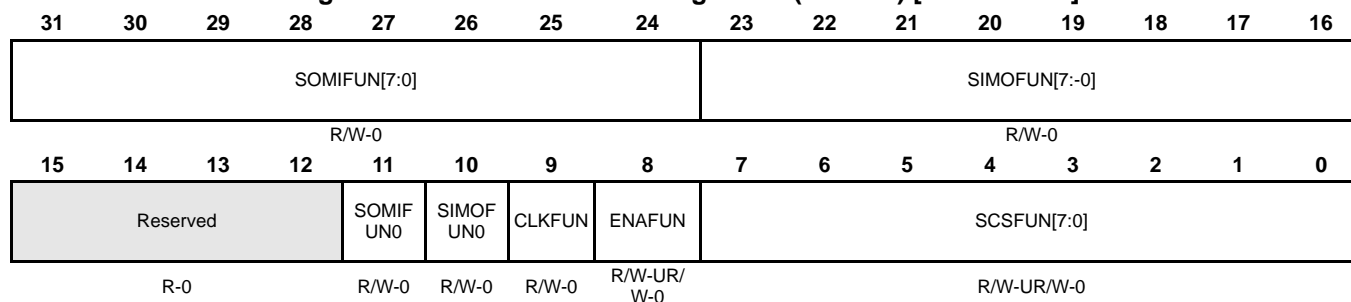 31 30 29 28 27 26 25 24 23 22 21 20 19 18 17 16
SOMIFUN[7:0] SIMOFUN[7:-0]
R/W-0 R/W-0
15 14 13 12 11 10 9 8 7 6 5 4 3 2 1 0
Reserved SOMIF UN0 SIMOF UN0 CLKFUN ENAFUN SCSFUN[7:0]
R-0 R/W-0 R/W-0 R/W-0 R/W-UR/ W-0 R/W-UR/W-0